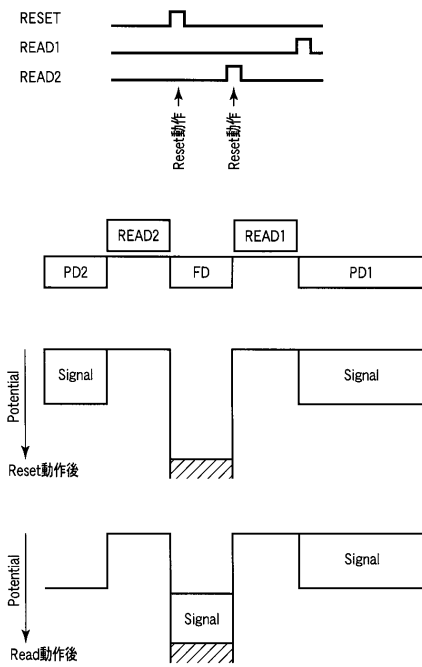 RESET
READ1
READ2
Reset動作
Reset動作
READ2
READ1
PD2
FD
PD1
Potential
Signal
Signal
Reset動作後
Potential
Signal
Signal
Read動作後